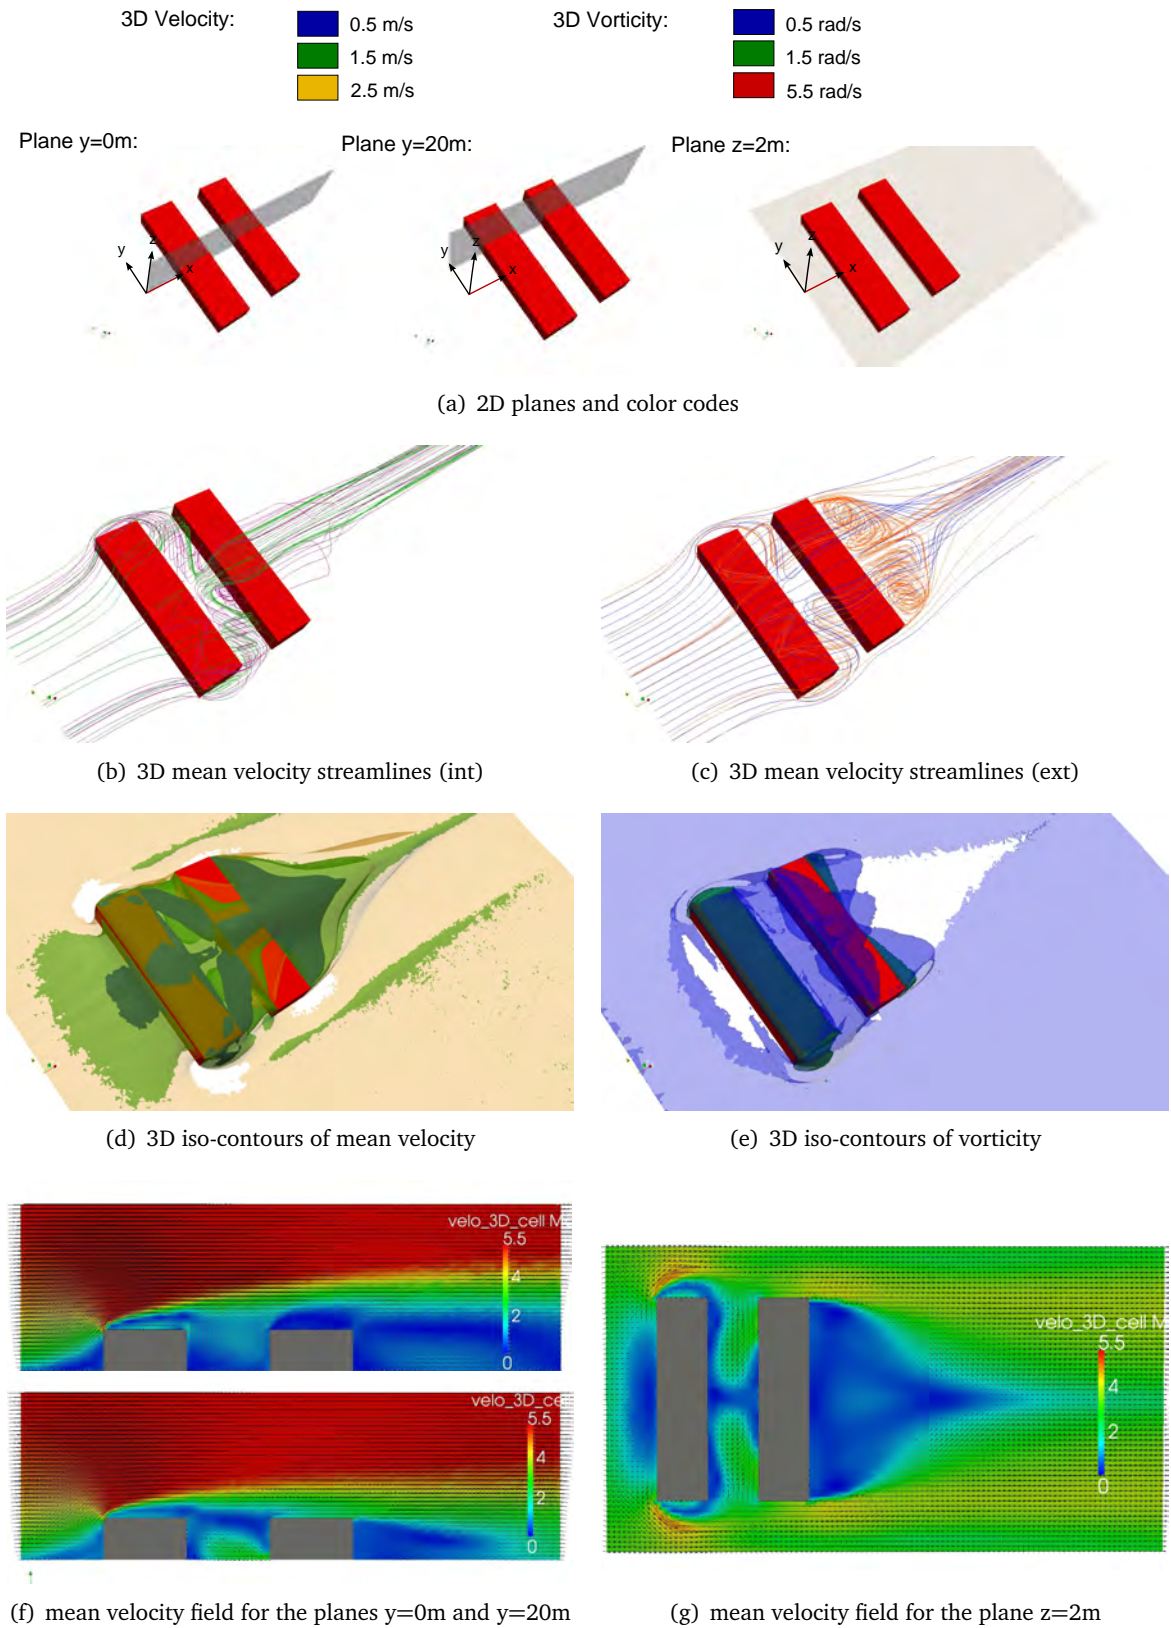 3D Velocity:
0.5 m/s
1.5 m/s
2.5 m/s
3D Vorticity:
0.5 rad/s
1.5 rad/s
5.5 rad/s
Plane y=0m:
Plane y=20m:
Plane z=2m:
y
z
x
y
z
x
y
z
x
(a) 2D planes and color codes
(b) 3D mean velocity streamlines (int)
(c) 3D mean velocity streamlines (ext)
(d) 3D iso-contours of mean velocity
(e) 3D iso-contours of vorticity
velo_3D_cell M
5.5
4
2
0
velo_3D_cell
5.5
4
2
0
velo_3D_cell M
5.5
4
2
0
(f) mean velocity field for the planes y=0m and y=20m
(g) mean velocity field for the plane z=2m